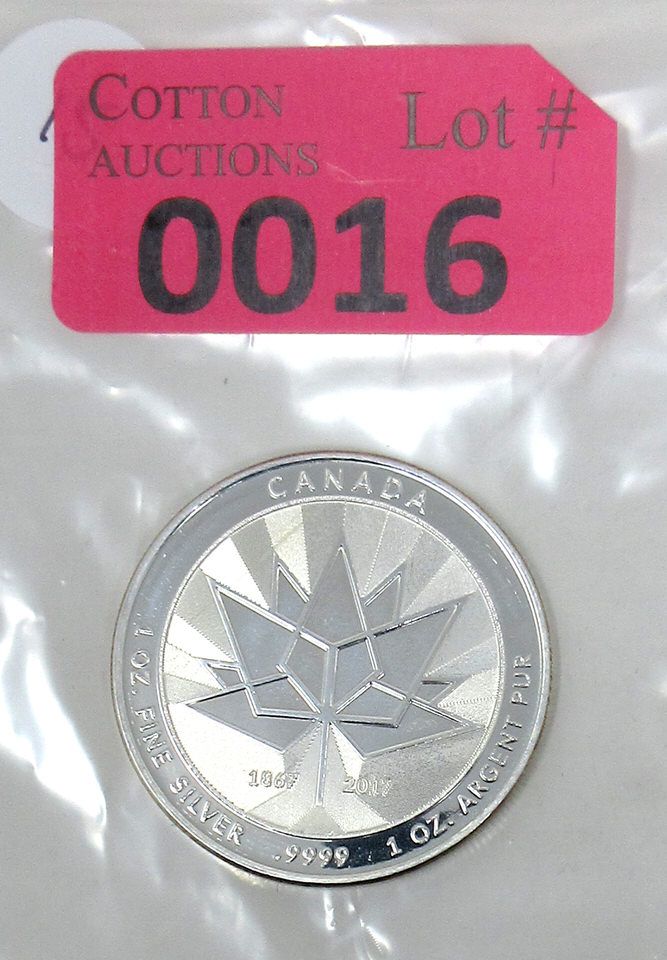 COTTON
AUCTIONS
Lot #
0016
CANADA
1867 2017
1 OZ. FINE SILVER .9999 1 OZ. ARGENT PUR